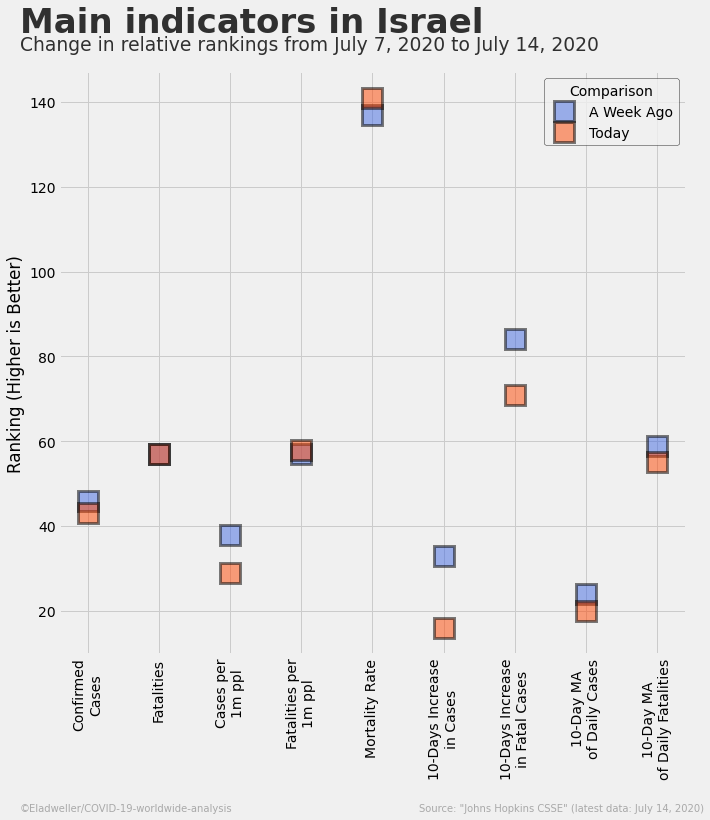 Main indicators in Israel
Change in relative rankings from July 7, 2020 to July 14, 2020
Comparison
A Week Ago
Today
Ranking (Higher is Better)
140
120
100
80
60
40
20
Confirmed
Cases
Fatalities
Cases per
1m ppl
Fatalities per
1m ppl
Mortality Rate
10-Days Increase
in Cases
10-Days Increase
in Fatal Cases
10-Day MA
of Daily Cases
10-Day MA
of Daily Fatalities
©Eladweller/COVID-19-worldwide-analysis
Source: "Johns Hopkins CSSE" (latest data: July 14, 2020)